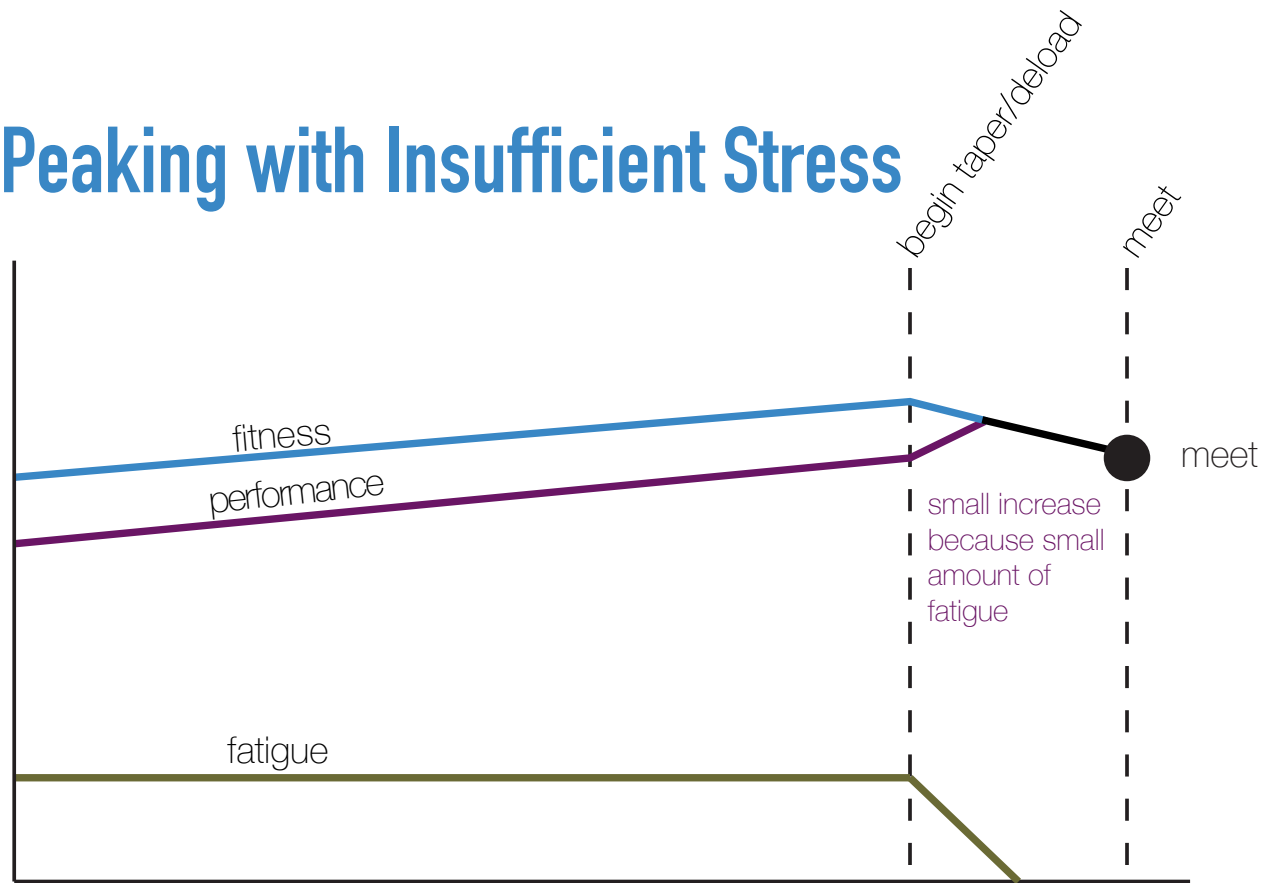 Peaking with Insufficient Stress
begin taper/deload
meet
fitness
performance
meet
small increase
because small
amount of
fatigue
fatigue